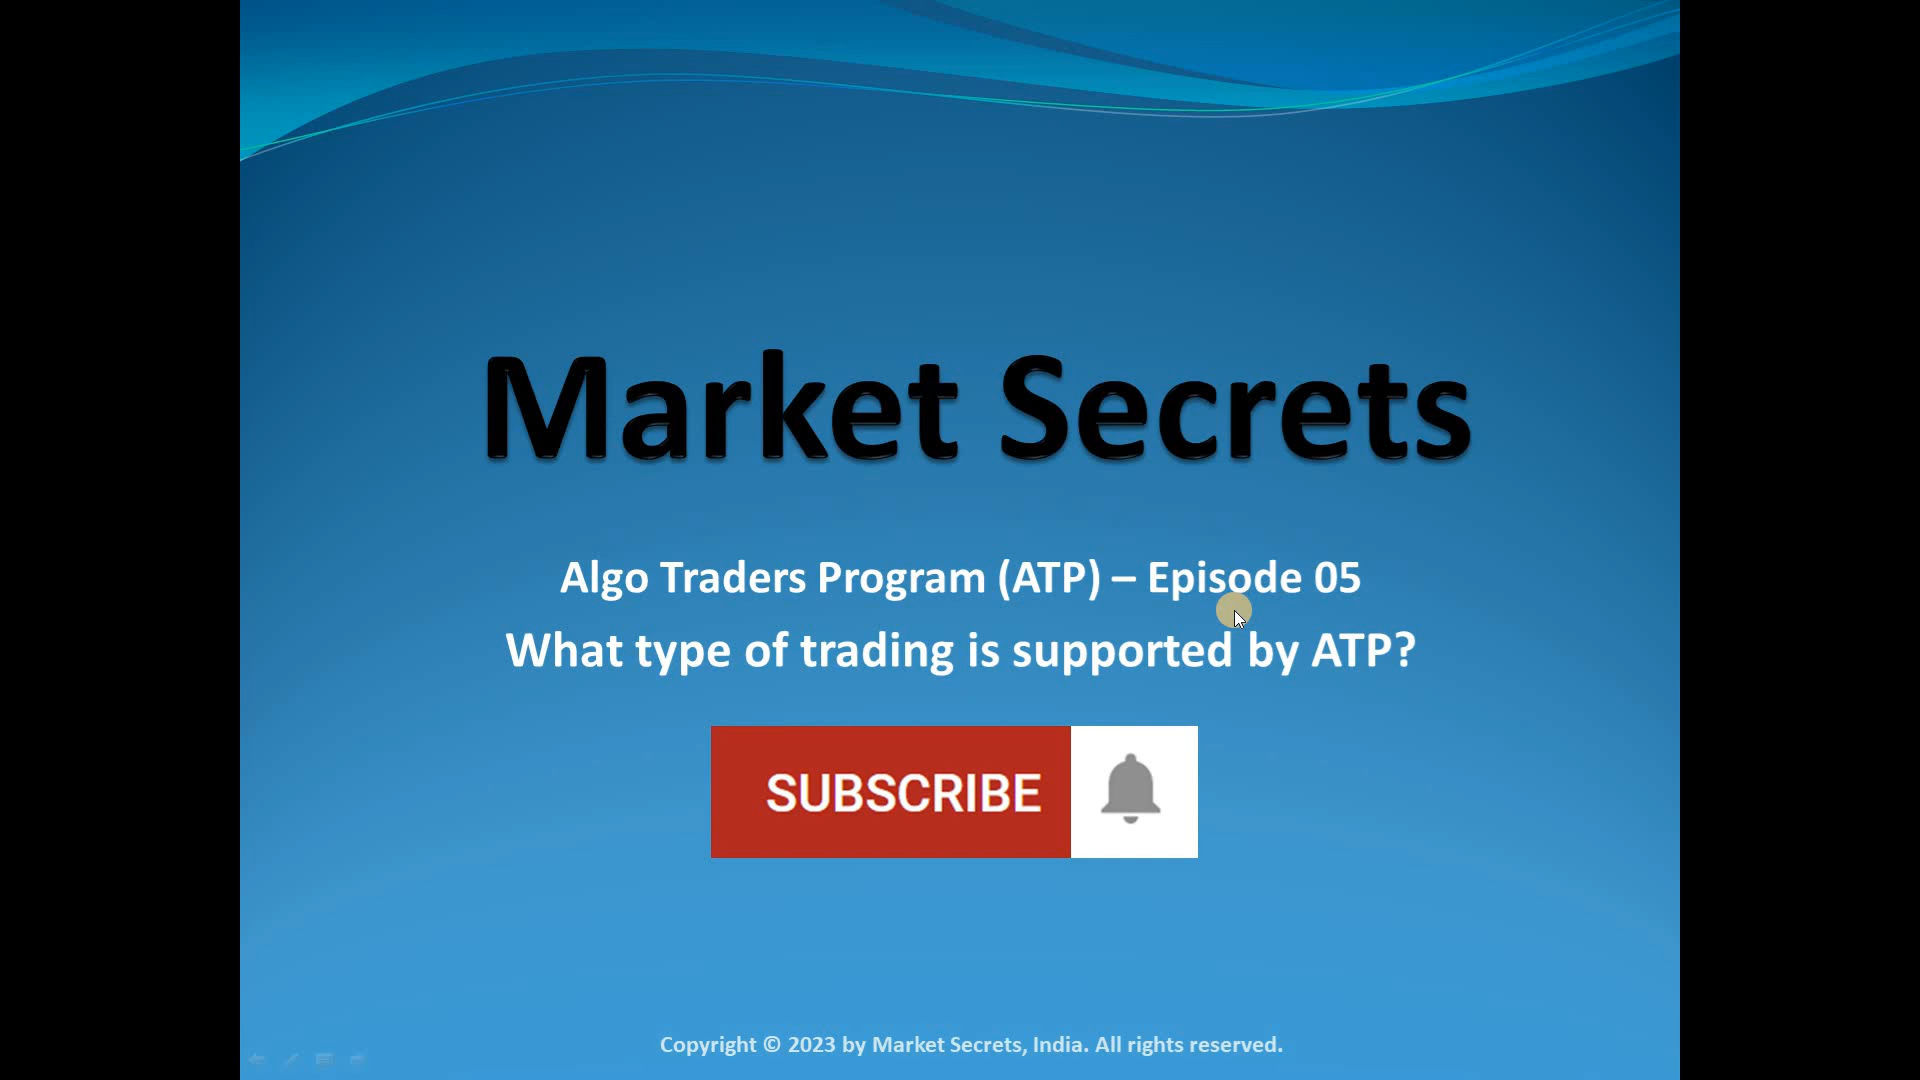 Market Secrets
Algo Traders Program (ATP) – Episode 05
What type of trading is supported by ATP?
SUBSCRIBE
Copyright © 2023 by Market Secrets, India. All rights reserved.